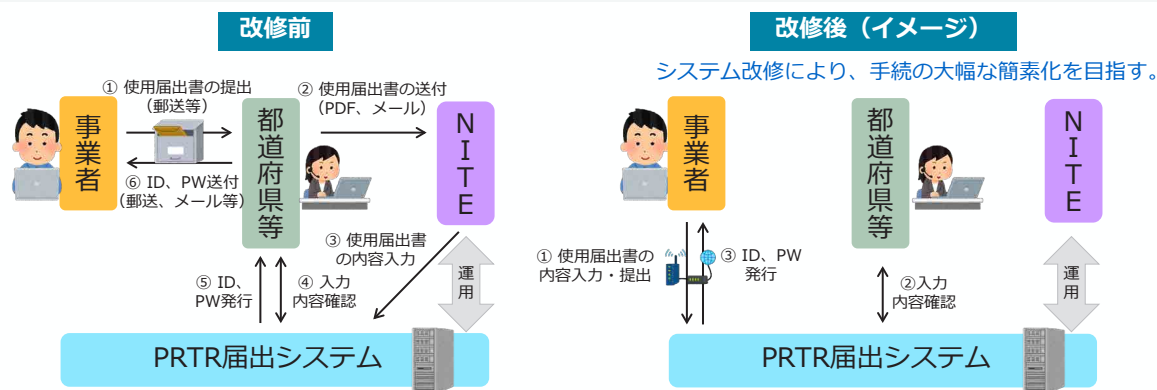 改修前
① 使用届出書の提出
（郵送等）
② 使用届出書の送付
（PDF、メール）
事業者
都道府県等
NITE
⑥ ID、PW送付
（郵送、メール等）
③ 使用届出書
の内容入力
⑤ ID、
PW発行
④ 入力
内容確認
運用
PRTR届出システム
改修後（イメージ）
システム改修により、手続の大幅な簡素化を目指す。
事業者
都道府県等
NITE
① 使用届出書の
内容入力・提出
③ ID、PW
発行
②入力
内容確認
運用
PRTR届出システム